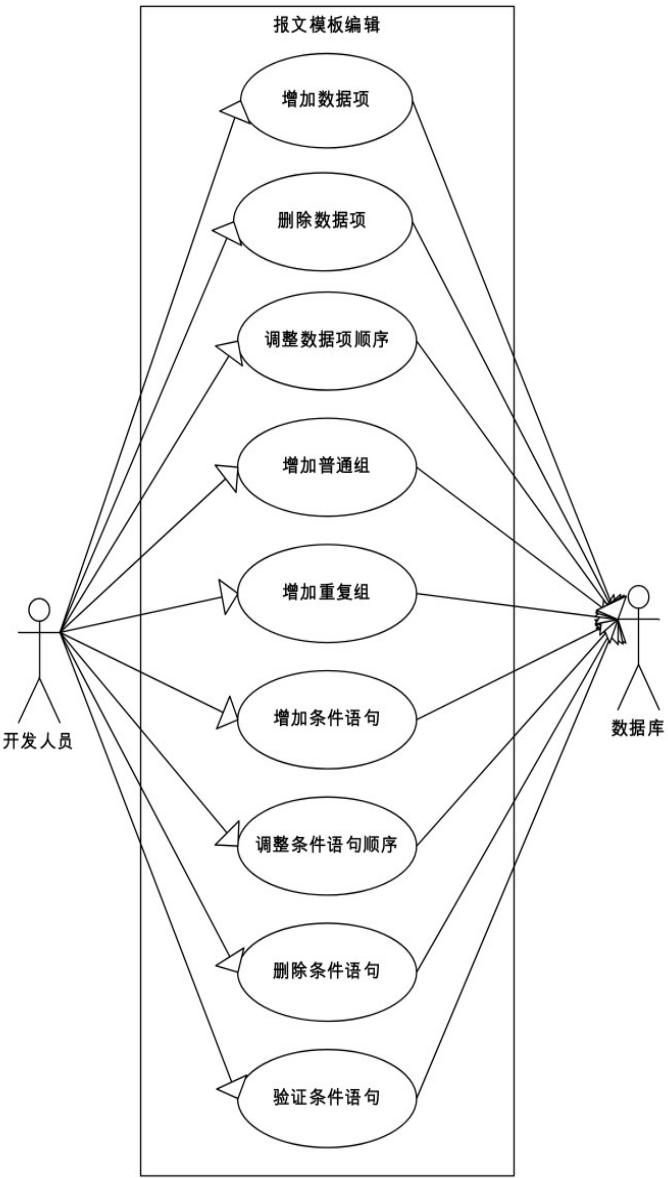 报文模板编辑
增加数据项
删除数据项
调整数据项顺序
增加普通组
增加重复组
增加条件语句
调整条件语句顺序
删除条件语句
验证条件语句
开发人员
数据库